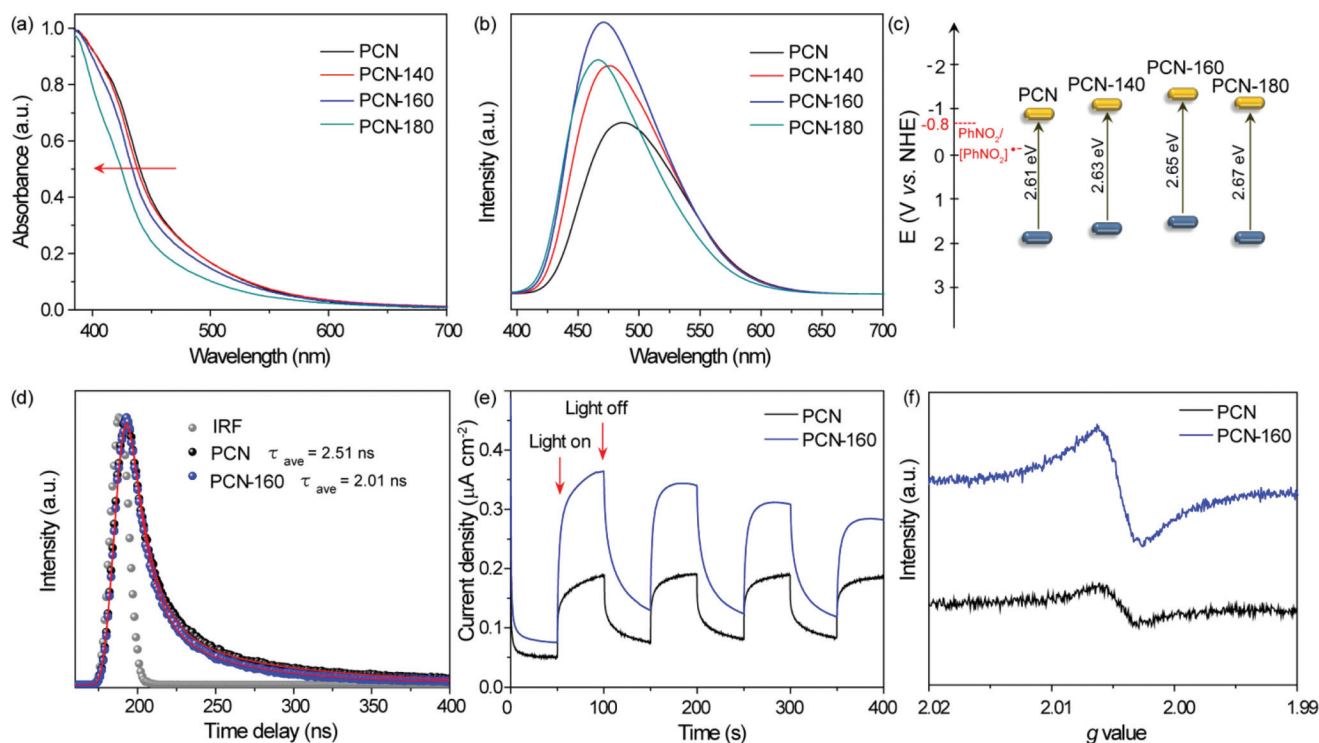 (a)
1.0
0.8
0.6
0.4
0.2
0.0
Absorbance (a.u.)
PCN
PCN-140
PCN-160
PCN-180
400
500
600
700
Wavelength (nm)
(b)
Intensity (a.u.)
PCN
PCN-140
PCN-160
PCN-180
400
450
500
550
600
650
700
Wavelength (nm)
(c)
E (V vs. NHE)
-2
-1
-0.8
0
1
2
3
PhNO2/
[PhNO2]•−
PCN
PCN-140
PCN-160
PCN-180
2.61 eV
2.63 eV
2.65 eV
2.67 eV
(d)
Intensity (a.u.)
IRF
PCN τ ave = 2.51 ns
PCN-160 τ ave = 2.01 ns
200
250
300
350
400
Time delay (ns)
(e)
Current density (µA cm-2)
0.5
0.4
0.3
0.2
0.1
0.0
Light on
Light off
PCN
PCN-160
0
100
200
300
400
Time (s)
(f)
Intensity (a.u.)
PCN
PCN-160
2.02
2.01
2.00
1.99
g value